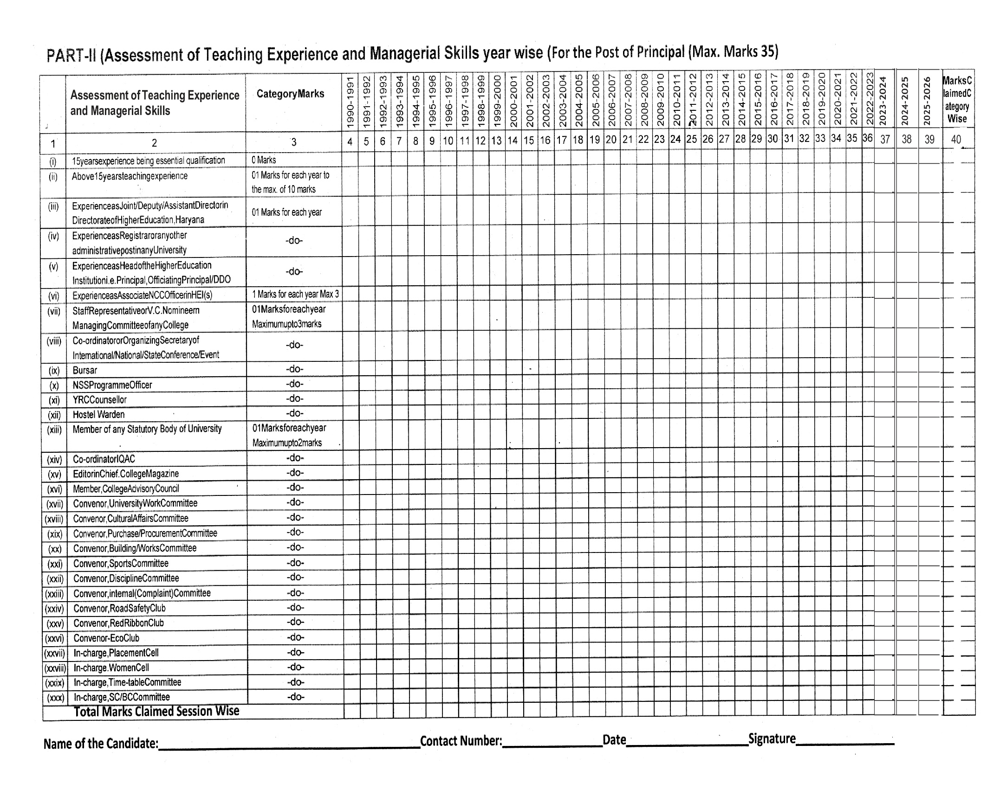 PART-II (Assessment of Teaching Experience and Managerial Skills year wise (For the Post of Principal (Max. Marks 35)
Assessment of Teaching Experience
and Managerial Skills
CategoryMarks
1990-1991
1991-1992
1992-1993
1993-1994
1994-1995
1995-1996
1996-1997
1997-1998
1998-1999
1999-2000
2000-2001
2001-2002
2002-2003
2003-2004
2004-2005
2005-2006
2006-2007
2007-2008
2008-2009
2009-2010
2010-2011
2011-2012
2012-2013
2013-2014
2014-2015
2015-2016
2016-2017
2017-2018
2018-2019
2019-2020
2020-2021
2021-2022
2022-2023
2023-2024
2024-2025
2025-2026
MarksC
laimedC
ategory
Wise
1 2 3 4 5 6 7 8 9 10 11 12 13 14 15 16 17 18 19 20 21 22 23 24 25 26 27 28 29 30 31 32 33 34 35 36 37 38 39 40
(i) 15yearsexperience being essential qualification 0 Marks
(ii) Above15yearsteachingexperience 01 Marks for each year to
the max. of 10 marks
(iii) ExperienceasJoint/Deputy/AssistantDirectorin
DirectorateofHigherEducation,Haryana
01 Marks for each year
(iv) ExperienceasRegistraroranyother
administrativepostinanyUniversity
-do-
(v) ExperienceasHeadoftheHigherEducation
Institutioni.e.Principal,OfficiatingPrincipal/DDO
-do-
(vi) ExperienceasAssociateNCCOfficerinHEI(s) 1 Marks for each year Max 3
(vii) StaffRepresentativeorV.C.Nomineem 01Marksforeachyear
ManagingCommitteeofanyCollege Maximumupto3marks
(viii) Co-ordinatororOrganizingSecretaryof
International/National/StateConference/Event
-do-
(ix) Bursar -do-
(x) NSSProgrammeOfficer -do-
(xi) YRCCounsellor -do-
(xii) Hostel Warden -do-
(xiii) Member of any Statutory Body of University 01Marksforeachyear
Maximumupto2marks
(xiv) Co-ordinatorIQAC -do-
(xv) EditorinChief.CollegeMagazine -do-
(xvi) Member,CollegeAdvisoryCouncil -do-
(xvii) Convenor,UniversityWorkCommittee -do-
(xviii) Convenor,CulturalAffairsCommittee -do-
(xix) Convenor,Purchase/ProcurementCommittee -do-
(xx) Convenor,Building/WorksCommittee -do-
(xxi) Convenor,SportsCommittee -do-
(xxii) Convenor,DisciplineCommittee -do-
(xxiii) Convenor,internal(Complaint)Committee -do-
(xxiv) Convenor,RoadSafetyClub -do-
(xxv) Convenor,RedRibbonClub -do-
(xxvi) Convenor-EcoClub -do-
(xxvii) In-charge,PlacementCell -do-
(xxviii) In-charge.WomenCell -do-
(xxix) In-charge,Time-tableCommittee -do-
(xxx) In-charge,SC/BCCommittee -do-
Total Marks Claimed Session Wise
Name of the Candidate:____ Contact Number:____ Date____ Signature____